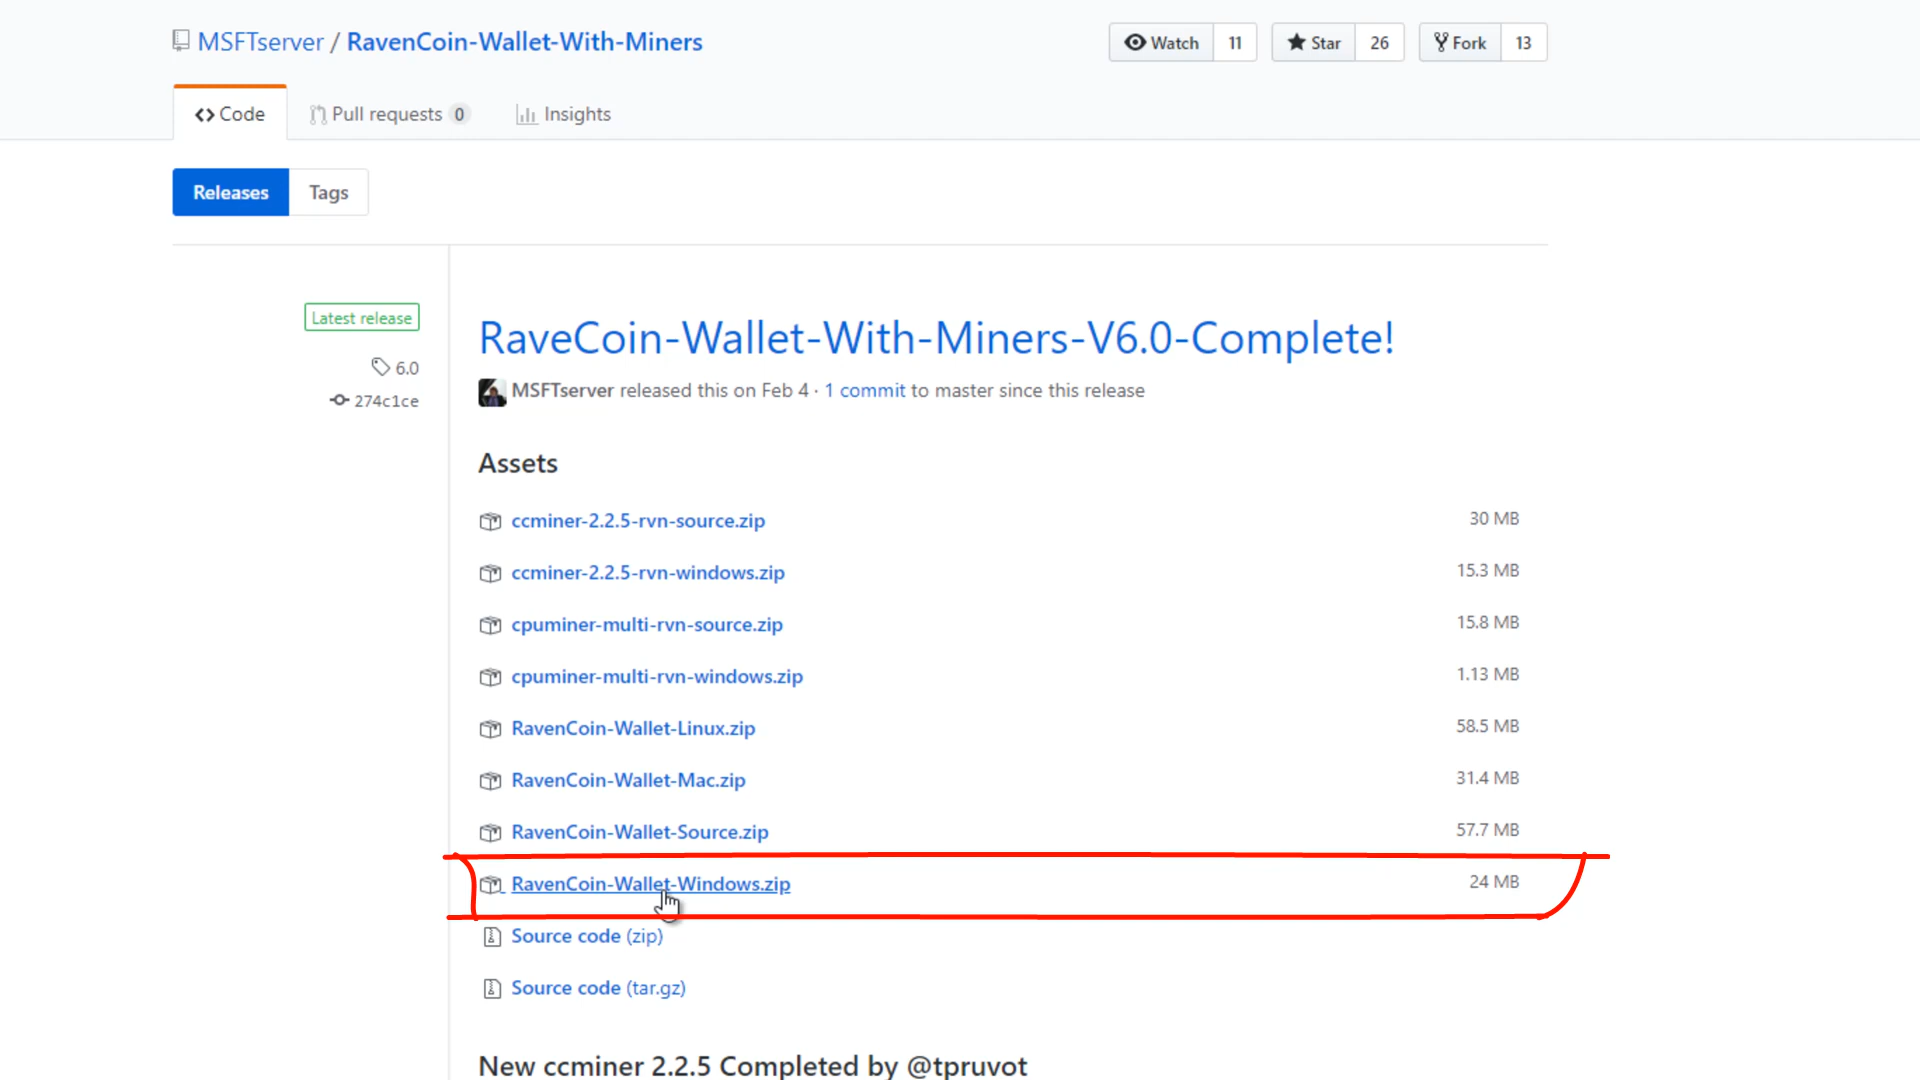 MSFTserver / RavenCoin-Wallet-With-Miners
Watch 11 Star 26 Fork 13
Code Pull requests 0 Insights
Releases Tags
Latest release
6.0
274c1ce
RaveCoin-Wallet-With-Miners-V6.0-Complete!
MSFTserver released this on Feb 4 · 1 commit to master since this release
Assets
ccminer-2.2.5-rvn-source.zip 30 MB
ccminer-2.2.5-rvn-windows.zip 15.3 MB
cpuminer-multi-rvn-source.zip 15.8 MB
cpuminer-multi-rvn-windows.zip 1.13 MB
RavenCoin-Wallet-Linux.zip 58.5 MB
RavenCoin-Wallet-Mac.zip 31.4 MB
RavenCoin-Wallet-Source.zip 57.7 MB
RavenCoin-Wallet-Windows.zip 24 MB
Source code (zip)
Source code (tar.gz)
New ccminer 2.2.5 Completed by @tpruvot